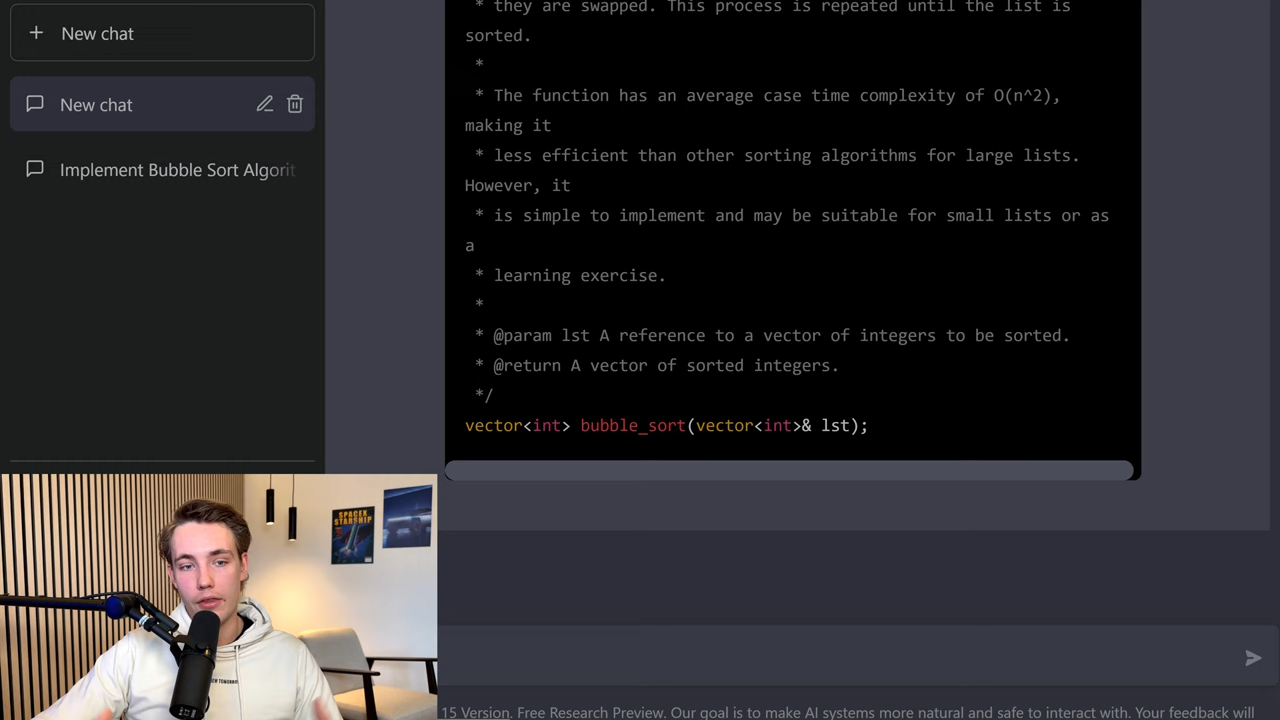 New chat
New chat
Implement Bubble Sort Algorit
* they are swapped. This process is repeated until the list is
sorted.
*
* The function has an average case time complexity of O(n^2),
making it
* less efficient than other sorting algorithms for large lists.
However, it
* is simple to implement and may be suitable for small lists or as
a
* learning exercise.
*
* @param lst A reference to a vector of integers to be sorted.
* @return A vector of sorted integers.
*/
vector<int> bubble_sort(vector<int>& lst);
SPACEX
STARSHIP
15 Version. Free Research Preview. Our goal is to make AI systems more natural and safe to interact with. Your feedback will